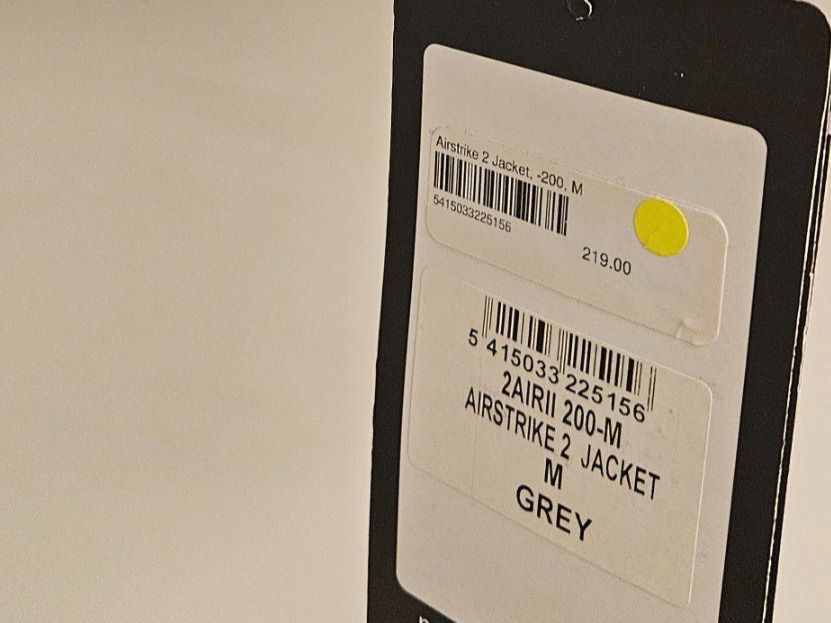 Airstrike 2 Jacket, -200, M
5415033225156
219.00
5 415033 225156
2AIRII 200-M
AIRSTRIKE 2 JACKET
M
GREY